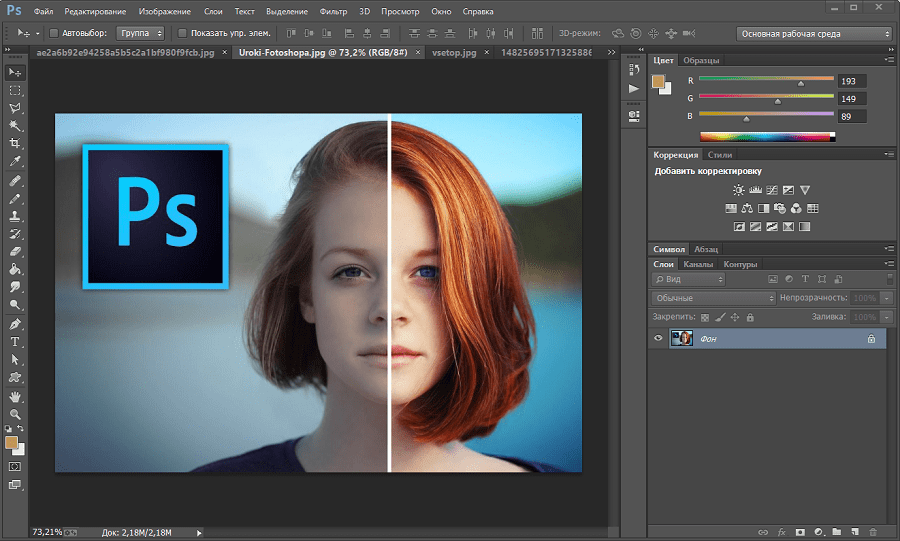 Ps Файл Редактирование Изображение Слои Текст Выделение Фильтр 3D Просмотр Окно Справка
Автовыбор: Группа Показать упр. элем. 3D-режим: Основная рабочая среда
ae2a6b92e94258a5b5c2a1bf980f9fcb.jpg × Uroki-Fotoshopa.jpg @ 73,2% (RGB/8#) × vsetop.jpg × 14825695171325886
Ps
Цвет Образцы
R 193
G 149
B 89
Коррекция Стили
Добавить корректировку
Символ Абзац
Слои Каналы Контуры
Вид
Обычные Непрозрачность: 100%
Закрепить: Заливка: 100%
Фон
73,21% Док: 2,18M/2,18M